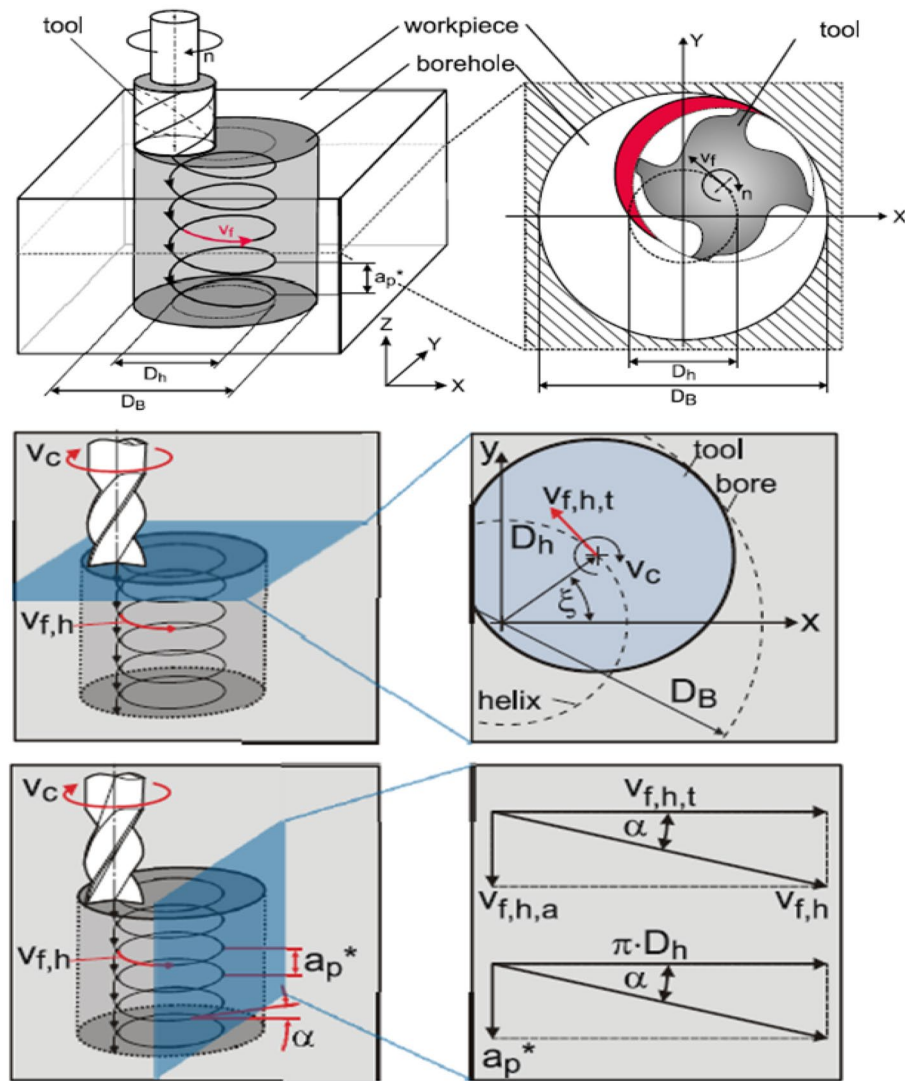 tool
n
workpiece
borehole
v_f
a_p*
D_h
D_B
Z
Y
X
Y
tool
v_f
n
X
D_h
D_B
v_c
v_f,h
y
tool
bore
v_f,h,t
D_h
v_c
ξ
x
helix
D_B
v_c
v_f,h
a_p*
α
v_f,h,t
α
v_f,h,a
v_f,h
π·D_h
α
a_p*